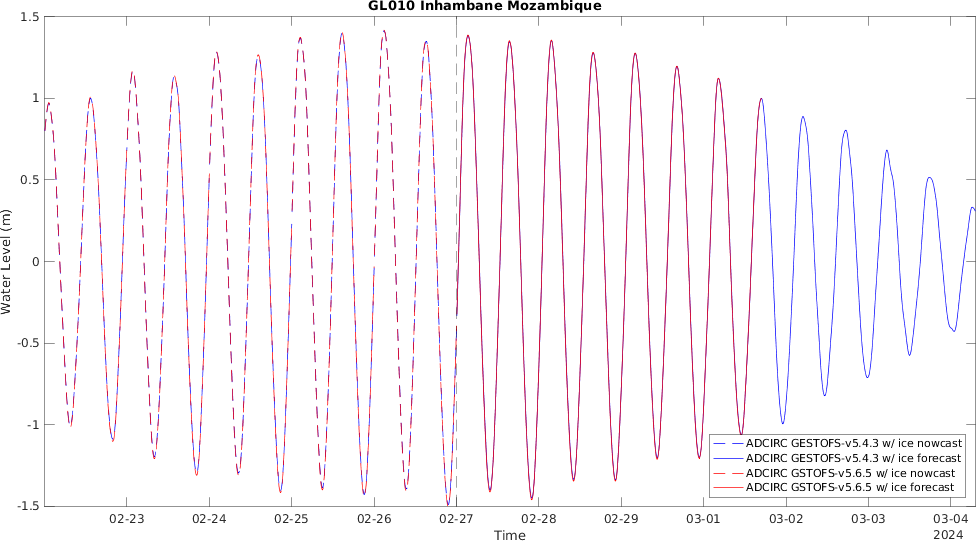 GL010 Inhambane Mozambique
1.5
1
0.5
0
-0.5
-1
-1.5
Water Level (m)
ADCIRC GESTOFS-v5.4.3 w/ ice nowcast
ADCIRC GESTOFS-v5.4.3 w/ ice forecast
ADCIRC GSTOFS-v5.6.5 w/ ice nowcast
ADCIRC GSTOFS-v5.6.5 w/ ice forecast
02-23 02-24 02-25 02-26 02-27 02-28 02-29 03-01 03-02 03-03 03-04
Time 2024